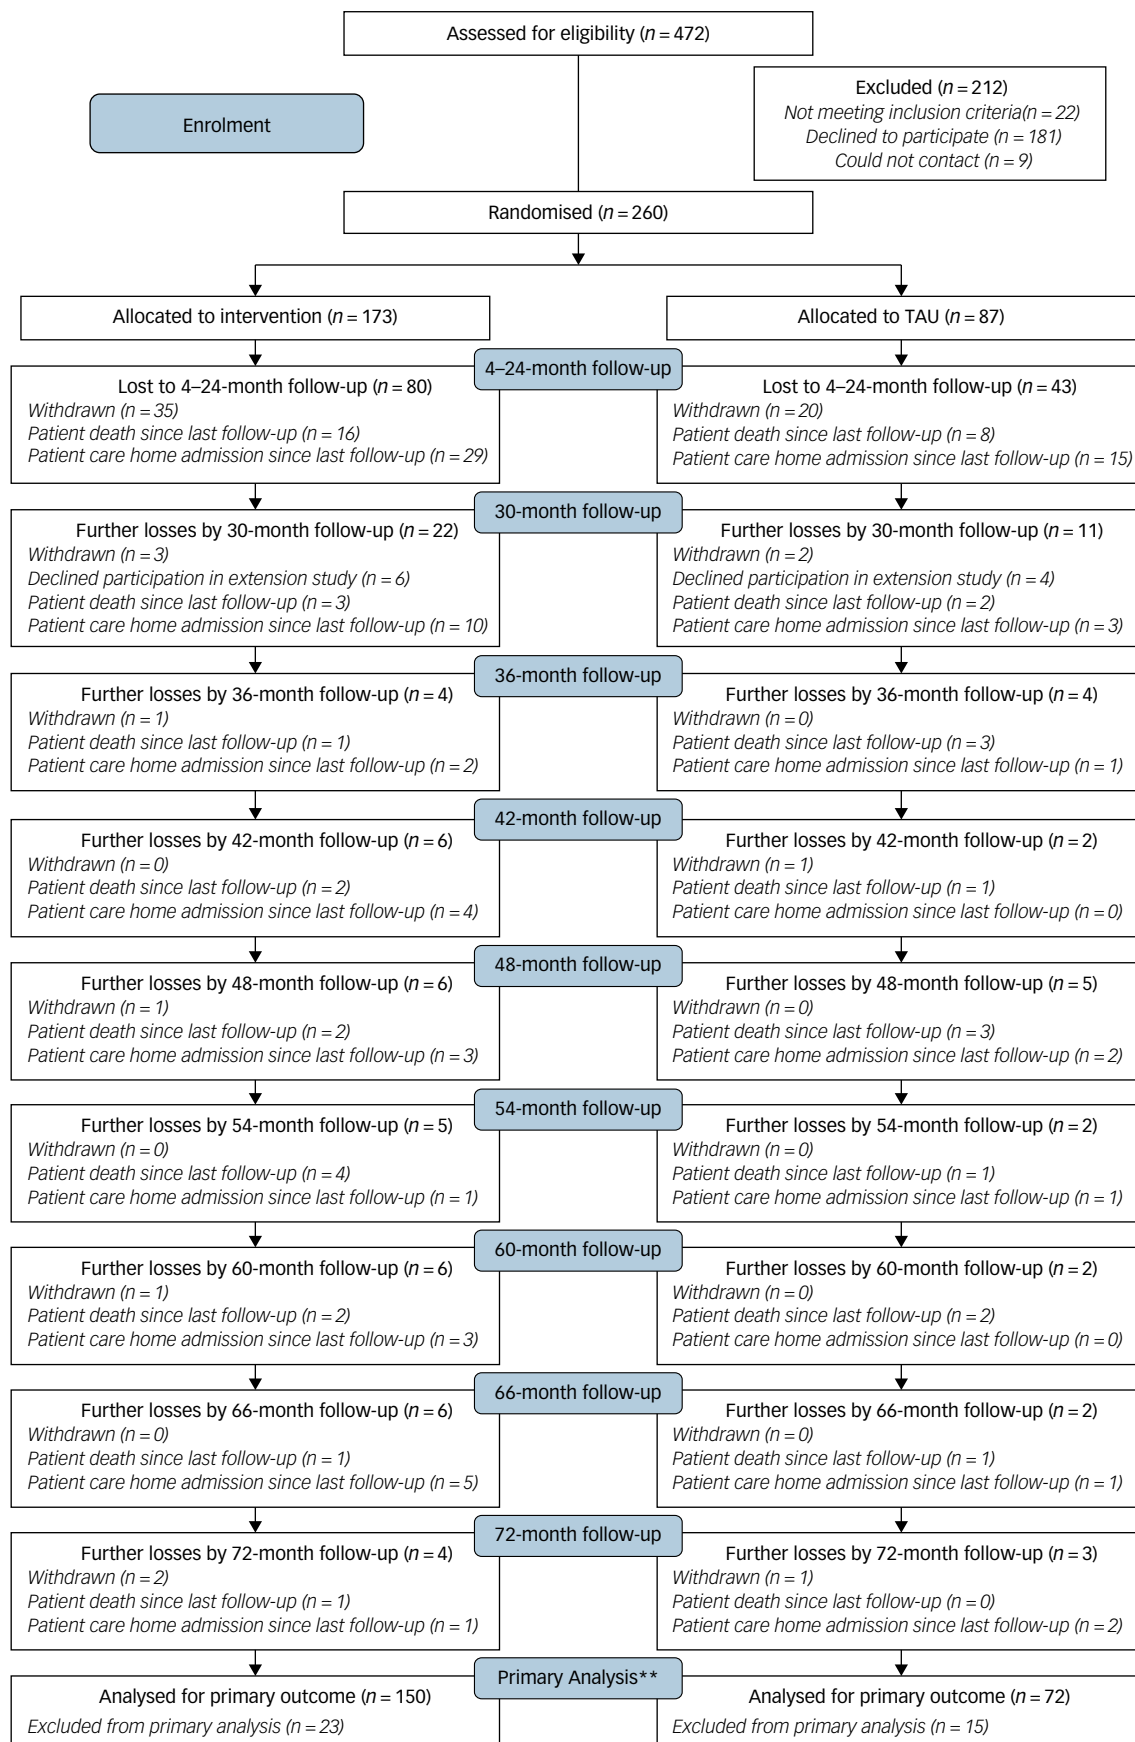 Assessed for eligibility (n = 472)
Excluded (n = 212)
Not meeting inclusion criteria(n = 22)
Declined to participate (n = 181)
Could not contact (n = 9)
Enrolment
Randomised (n = 260)
Allocated to intervention (n = 173)
Allocated to TAU (n = 87)
4–24-month follow-up
Lost to 4–24-month follow-up (n = 80)
Withdrawn (n = 35)
Patient death since last follow-up (n = 16)
Patient care home admission since last follow-up (n = 29)
Lost to 4–24-month follow-up (n = 43)
Withdrawn (n = 20)
Patient death since last follow-up (n = 8)
Patient care home admission since last follow-up (n = 15)
30-month follow-up
Further losses by 30-month follow-up (n = 22)
Withdrawn (n = 3)
Declined participation in extension study (n = 6)
Patient death since last follow-up (n = 3)
Patient care home admission since last follow-up (n = 10)
Further losses by 30-month follow-up (n = 11)
Withdrawn (n = 2)
Declined participation in extension study (n = 4)
Patient death since last follow-up (n = 2)
Patient care home admission since last follow-up (n = 3)
36-month follow-up
Further losses by 36-month follow-up (n = 4)
Withdrawn (n = 1)
Patient death since last follow-up (n = 1)
Patient care home admission since last follow-up (n = 2)
Further losses by 36-month follow-up (n = 4)
Withdrawn (n = 0)
Patient death since last follow-up (n = 3)
Patient care home admission since last follow-up (n = 1)
42-month follow-up
Further losses by 42-month follow-up (n = 6)
Withdrawn (n = 0)
Patient death since last follow-up (n = 2)
Patient care home admission since last follow-up (n = 4)
Further losses by 42-month follow-up (n = 2)
Withdrawn (n = 1)
Patient death since last follow-up (n = 1)
Patient care home admission since last follow-up (n = 0)
48-month follow-up
Further losses by 48-month follow-up (n = 6)
Withdrawn (n = 1)
Patient death since last follow-up (n = 2)
Patient care home admission since last follow-up (n = 3)
Further losses by 48-month follow-up (n = 5)
Withdrawn (n = 0)
Patient death since last follow-up (n = 3)
Patient care home admission since last follow-up (n = 2)
54-month follow-up
Further losses by 54-month follow-up (n = 5)
Withdrawn (n = 0)
Patient death since last follow-up (n = 4)
Patient care home admission since last follow-up (n = 1)
Further losses by 54-month follow-up (n = 2)
Withdrawn (n = 0)
Patient death since last follow-up (n = 1)
Patient care home admission since last follow-up (n = 1)
60-month follow-up
Further losses by 60-month follow-up (n = 6)
Withdrawn (n = 1)
Patient death since last follow-up (n = 2)
Patient care home admission since last follow-up (n = 3)
Further losses by 60-month follow-up (n = 2)
Withdrawn (n = 0)
Patient death since last follow-up (n = 2)
Patient care home admission since last follow-up (n = 0)
66-month follow-up
Further losses by 66-month follow-up (n = 6)
Withdrawn (n = 0)
Patient death since last follow-up (n = 1)
Patient care home admission since last follow-up (n = 5)
Further losses by 66-month follow-up (n = 2)
Withdrawn (n = 0)
Patient death since last follow-up (n = 1)
Patient care home admission since last follow-up (n = 1)
72-month follow-up
Further losses by 72-month follow-up (n = 4)
Withdrawn (n = 2)
Patient death since last follow-up (n = 1)
Patient care home admission since last follow-up (n = 1)
Further losses by 72-month follow-up (n = 3)
Withdrawn (n = 1)
Patient death since last follow-up (n = 0)
Patient care home admission since last follow-up (n = 2)
Primary Analysis**
Analysed for primary outcome (n = 150)
Excluded from primary analysis (n = 23)
Analysed for primary outcome (n = 72)
Excluded from primary analysis (n = 15)